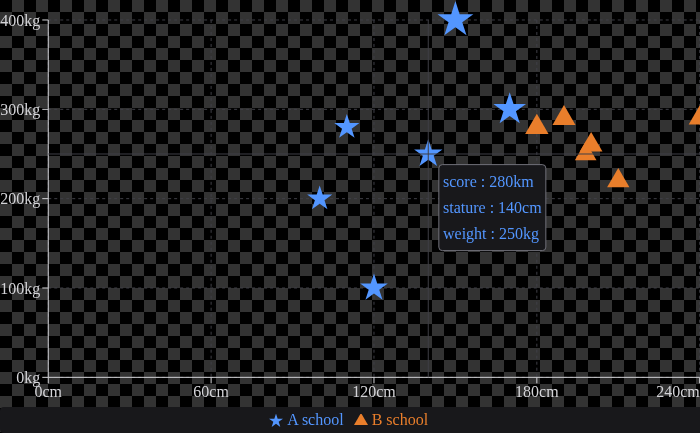 400kg
300kg
200kg
100kg
0kg
score : 280km
stature : 140cm
weight : 250kg
0cm 60cm 120cm 180cm 240cm
A school B school